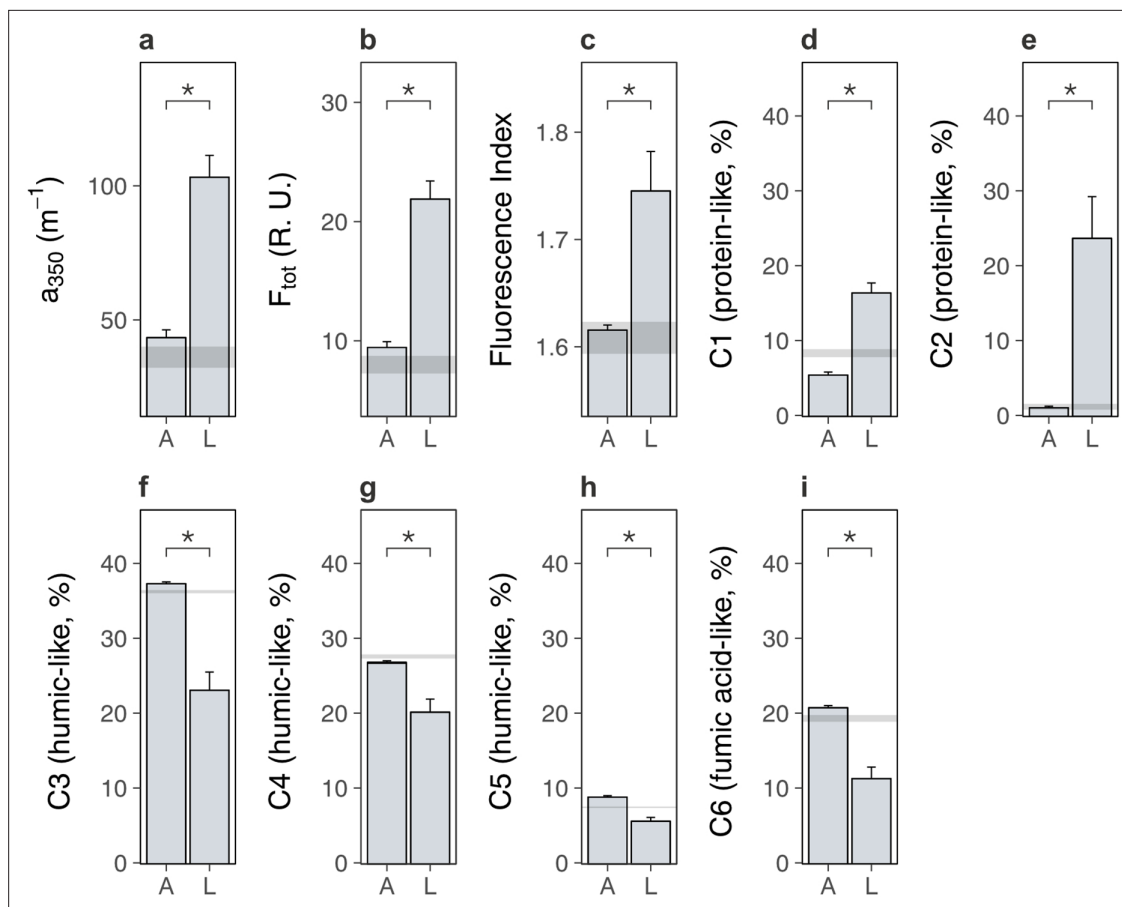 a
b
c
d
e
a350 (m−1)
50
100
*
A
L
Ftot (R. U.)
10
20
30
*
A
L
Fluorescence Index
1.6
1.7
1.8
*
A
L
C1 (protein-like, %)
0
10
20
30
40
*
A
L
C2 (protein-like, %)
0
10
20
30
40
*
A
L
f
g
h
i
C3 (humic-like, %)
0
10
20
30
40
*
A
L
C4 (humic-like, %)
0
10
20
30
40
*
A
L
C5 (humic-like, %)
0
10
20
30
40
*
A
L
C6 (fumic acid-like, %)
0
10
20
30
40
*
A
L